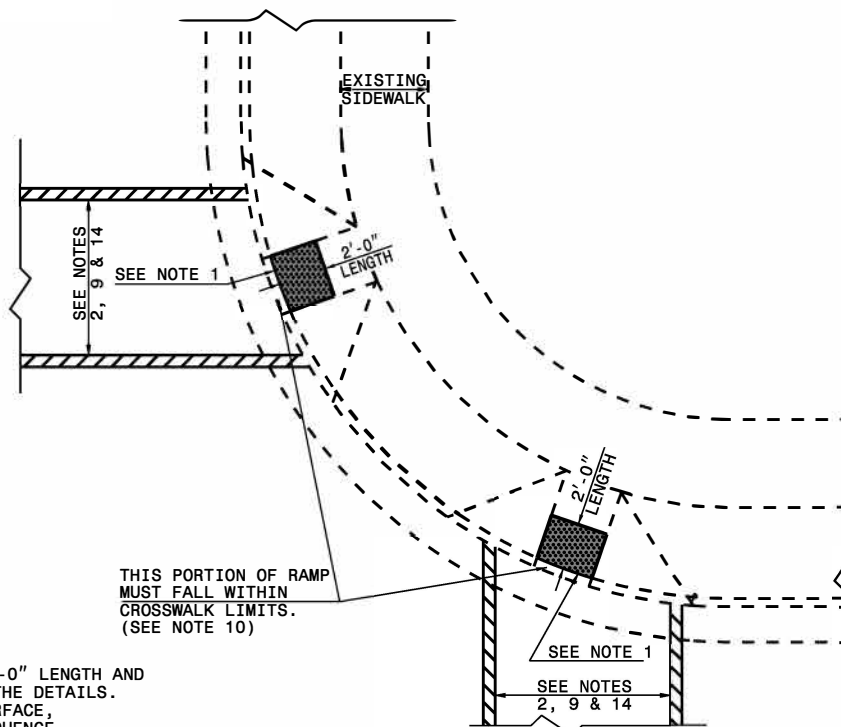 EXISTING
SIDEWALK
2'-0"
LENGTH
SEE NOTE 1
SEE NOTES
2, 9 & 14
2'-0"
LENGTH
THIS PORTION OF RAMP
MUST FALL WITHIN
CROSSWALK LIMITS.
(SEE NOTE 10)
SEE NOTE 1
SEE NOTES
2, 9 & 14
-0" LENGTH AND
THE DETAILS.
RFACE,